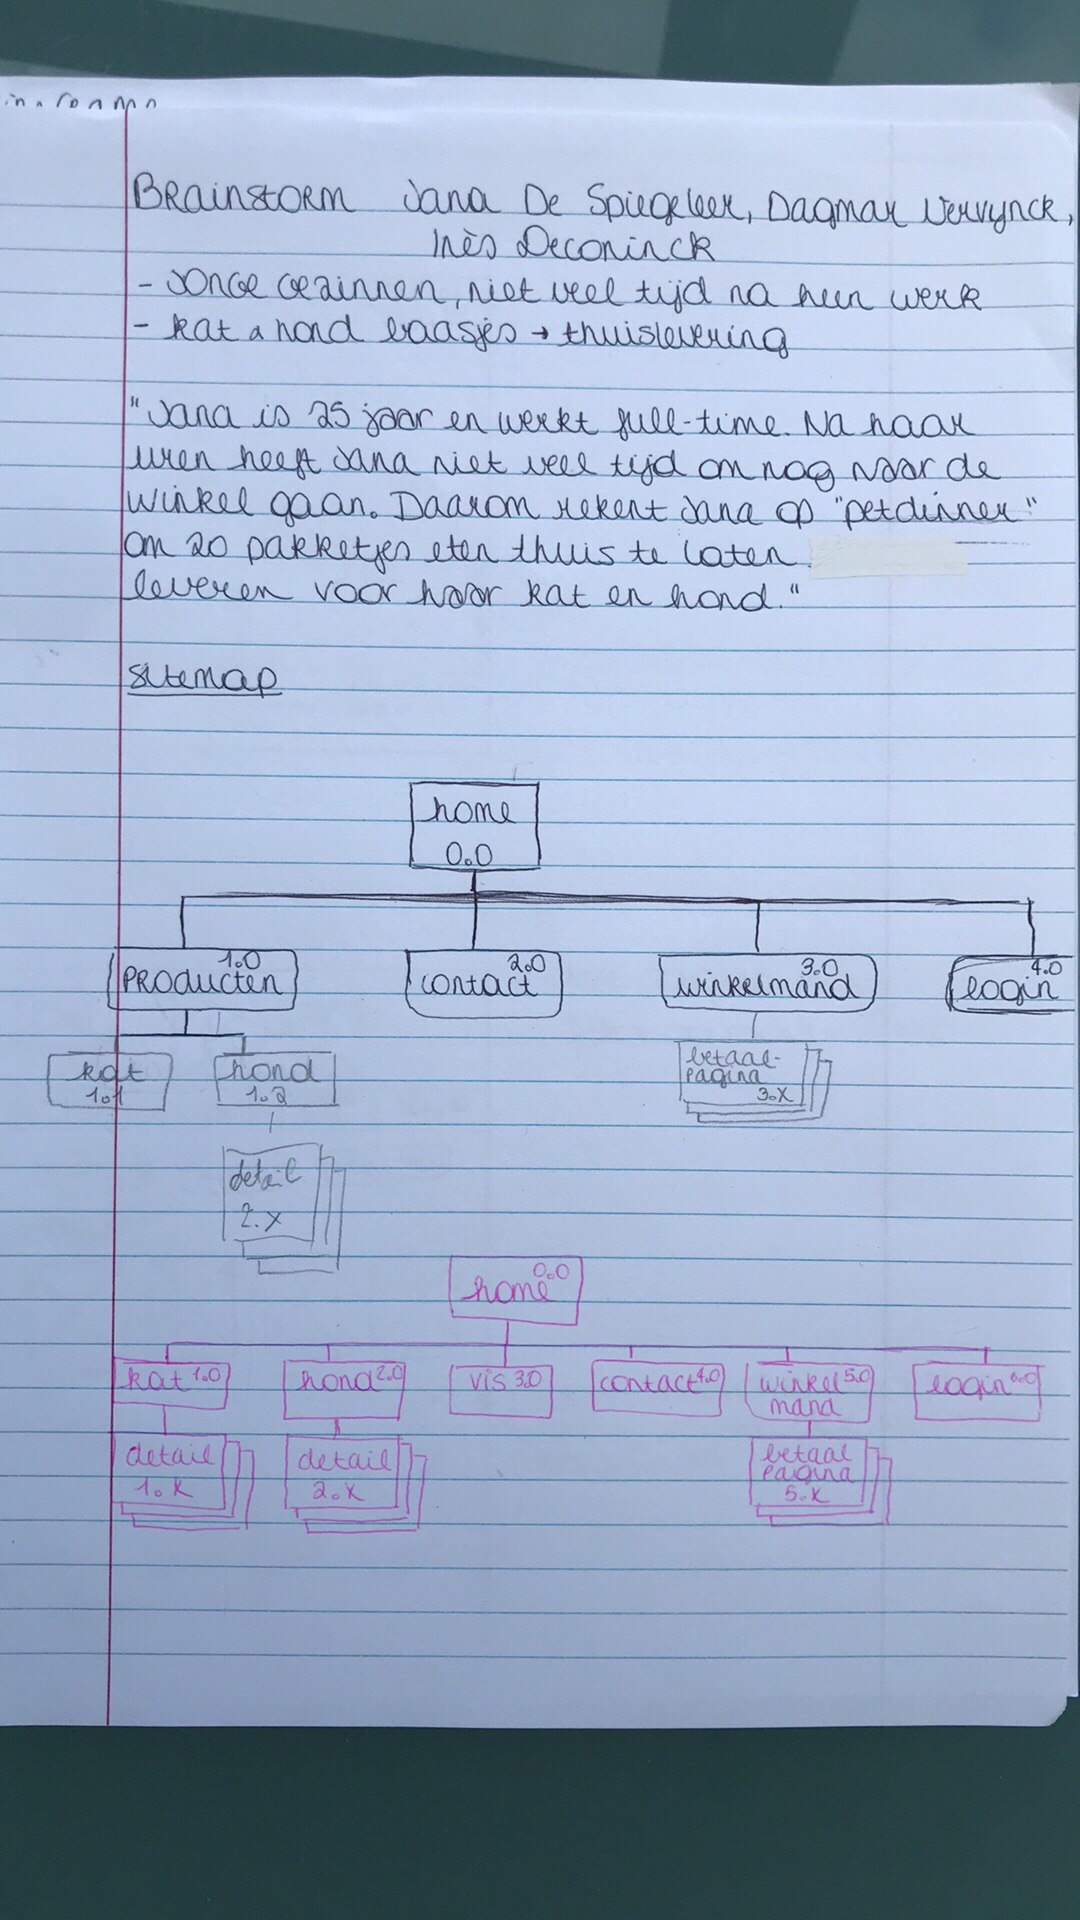 Brainstorm Jana De Spiegeleer, Dagmar Vervynck,
Inès Deconinck
- Jonge gezinnen, niet veel tijd na hun werk
- kat & hond baasjes → thuislevering
"Jana is 25 jaar en werkt full-time. Na haar
uren heeft Jana niet veel tijd om nog naar de
winkel gaan. Daarom rekent Jana op "petdinner"
om 20 pakketjes eten thuis te laten
leveren voor haar kat en hond."
sitemap
home
0.0
1.0 2.0 3.0 4.0
Producten contact winkelmand login
kat hond betaal-
1.1 1.2 pagina
3.x
detail
2.x
0.0
home
kat 1.0 hond 2.0 vis 3.0 contact 4.0 winkel 5.0 login 6.0
mand
detail detail betaal
1.x 2.x pagina
5.x